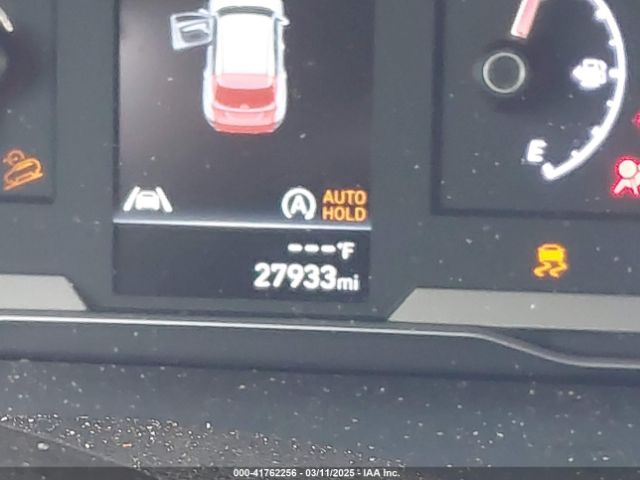 E
A AUTO
HOLD
---°F
27933mi
000-41762256 - 03/11/2025 - IAA Inc.